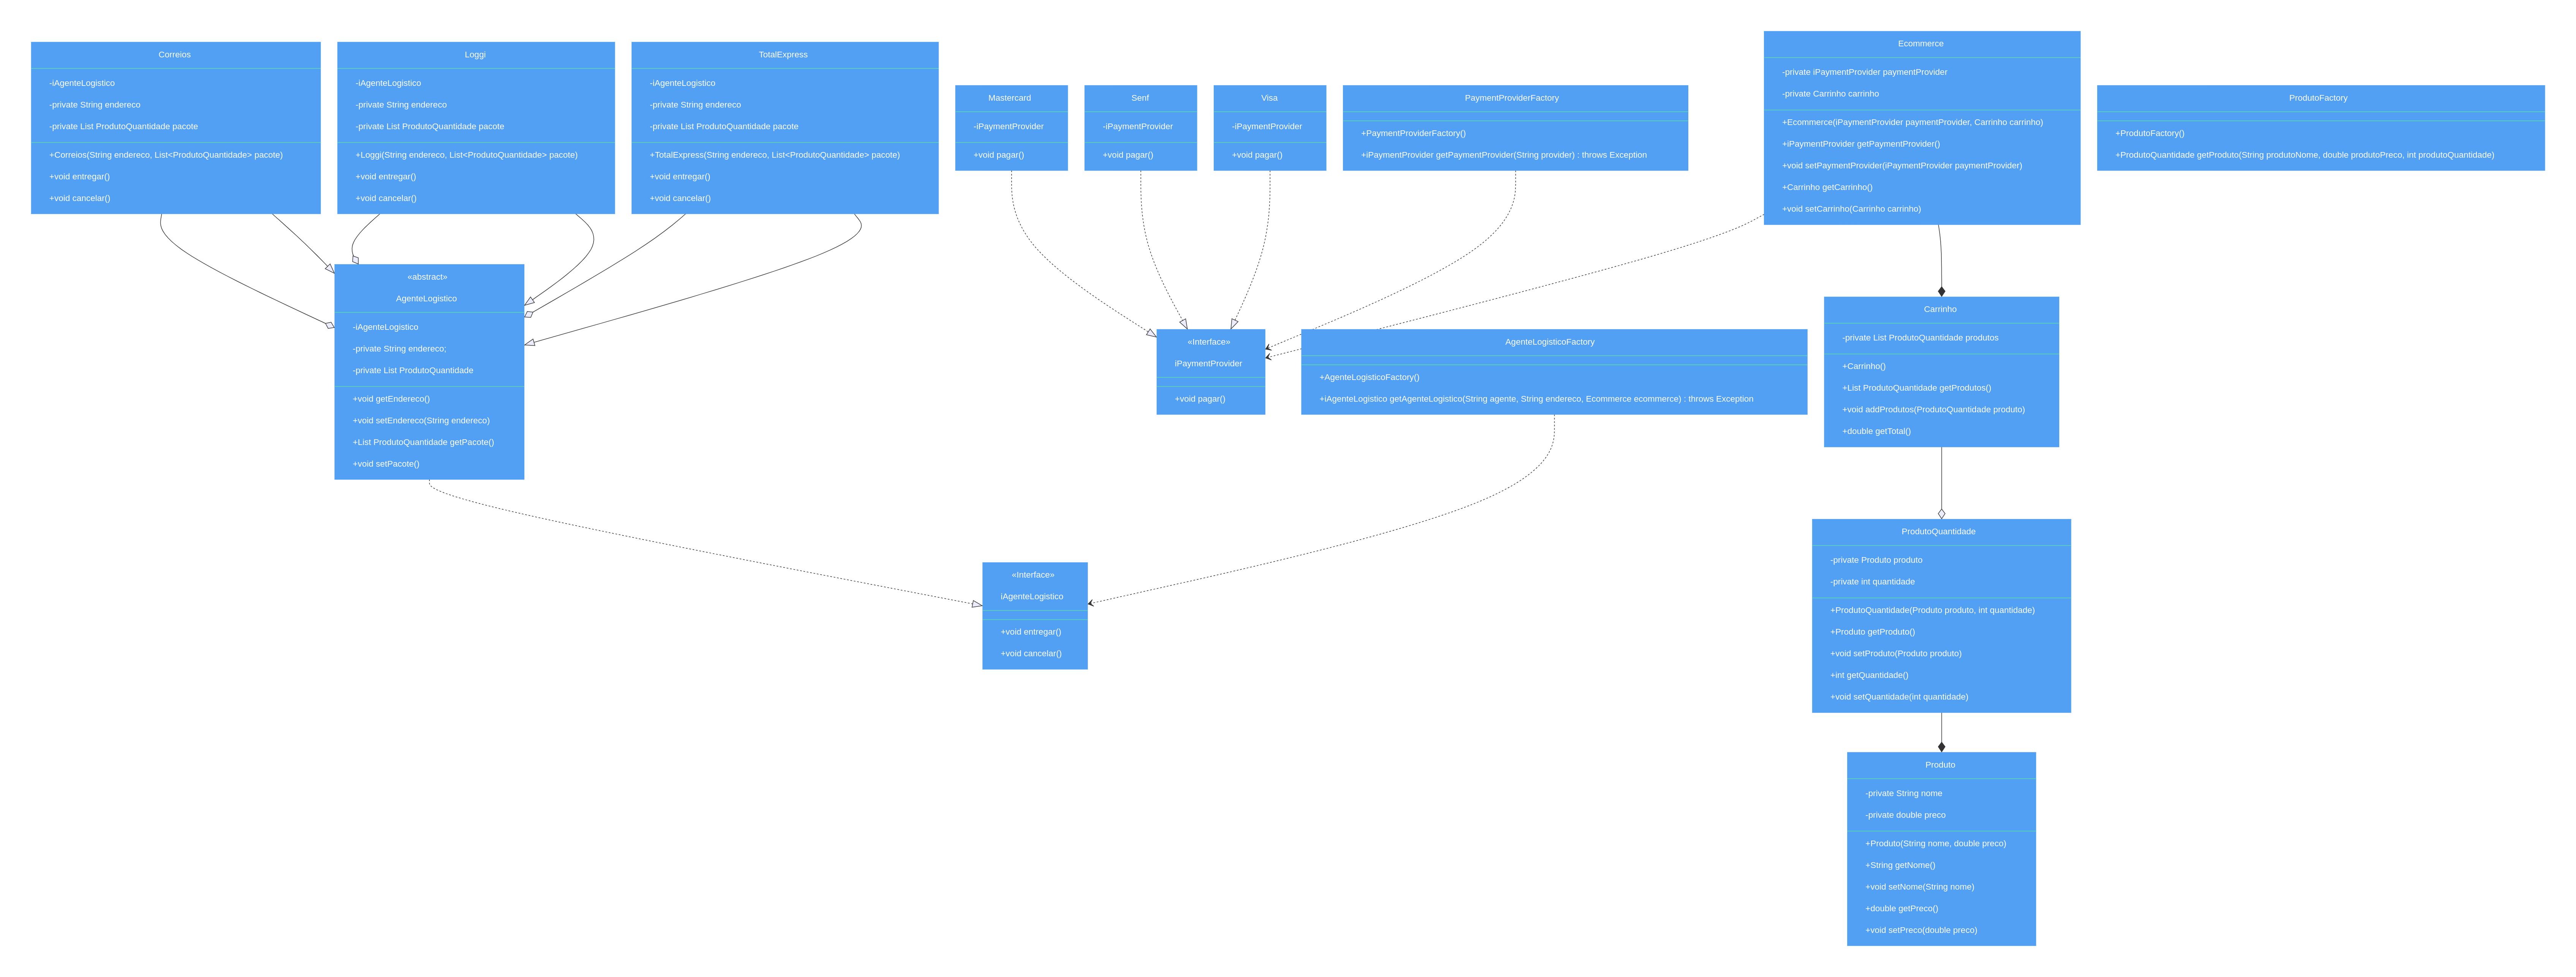 Correios
-iAgenteLogistico
-private String endereco
-private List ProdutoQuantidade pacote
+Correios(String endereco, List<ProdutoQuantidade> pacote)
+void entregar()
+void cancelar()
Loggi
-iAgenteLogistico
-private String endereco
-private List ProdutoQuantidade pacote
+Loggi(String endereco, List<ProdutoQuantidade> pacote)
+void entregar()
+void cancelar()
TotalExpress
-iAgenteLogistico
-private String endereco
-private List ProdutoQuantidade pacote
+TotalExpress(String endereco, List<ProdutoQuantidade> pacote)
+void entregar()
+void cancelar()
Mastercard
-iPaymentProvider
+void pagar()
Senf
-iPaymentProvider
+void pagar()
Visa
-iPaymentProvider
+void pagar()
PaymentProviderFactory
+PaymentProviderFactory()
+iPaymentProvider getPaymentProvider(String provider) : throws Exception
Ecommerce
-private iPaymentProvider paymentProvider
-private Carrinho carrinho
+Ecommerce(iPaymentProvider paymentProvider, Carrinho carrinho)
+iPaymentProvider getPaymentProvider()
+void setPaymentProvider(iPaymentProvider paymentProvider)
+Carrinho getCarrinho()
+void setCarrinho(Carrinho carrinho)
ProdutoFactory
+ProdutoFactory()
+ProdutoQuantidade getProduto(String produtoNome, double produtoPreco, int produtoQuantidade)
«abstract»
AgenteLogistico
-iAgenteLogistico
-private String endereco;
-private List ProdutoQuantidade
+void getEndereco()
+void setEndereco(String endereco)
+List ProdutoQuantidade getPacote()
+void setPacote()
«Interface»
iPaymentProvider
+void pagar()
AgenteLogisticoFactory
+AgenteLogisticoFactory()
+iAgenteLogistico getAgenteLogistico(String agente, String endereco, Ecommerce ecommerce) : throws Exception
Carrinho
-private List ProdutoQuantidade produtos
+Carrinho()
+List ProdutoQuantidade getProdutos()
+void addProdutos(ProdutoQuantidade produto)
+double getTotal()
«Interface»
iAgenteLogistico
+void entregar()
+void cancelar()
ProdutoQuantidade
-private Produto produto
-private int quantidade
+ProdutoQuantidade(Produto produto, int quantidade)
+Produto getProduto()
+void setProduto(Produto produto)
+int getQuantidade()
+void setQuantidade(int quantidade)
Produto
-private String nome
-private double preco
+Produto(String nome, double preco)
+String getNome()
+void setNome(String nome)
+double getPreco()
+void setPreco(double preco)